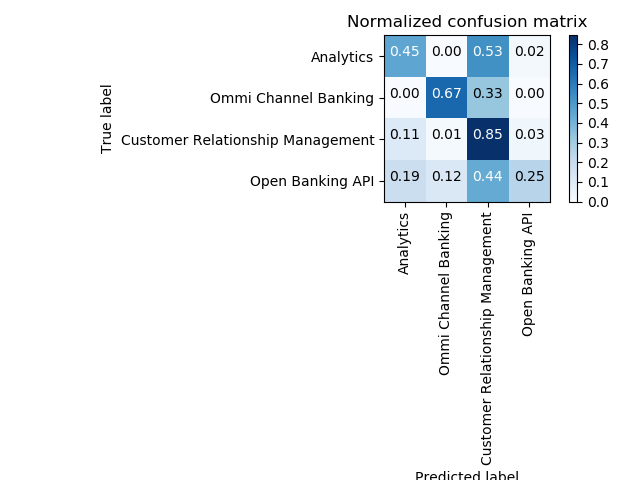 Normalized confusion matrix
True label
Analytics 0.45 0.00 0.53 0.02
Ommi Channel Banking 0.00 0.67 0.33 0.00
Customer Relationship Management 0.11 0.01 0.85 0.03
Open Banking API 0.19 0.12 0.44 0.25
Analytics
Ommi Channel Banking
Customer Relationship Management
Open Banking API
Predicted label
0.8
0.7
0.6
0.5
0.4
0.3
0.2
0.1
0.0